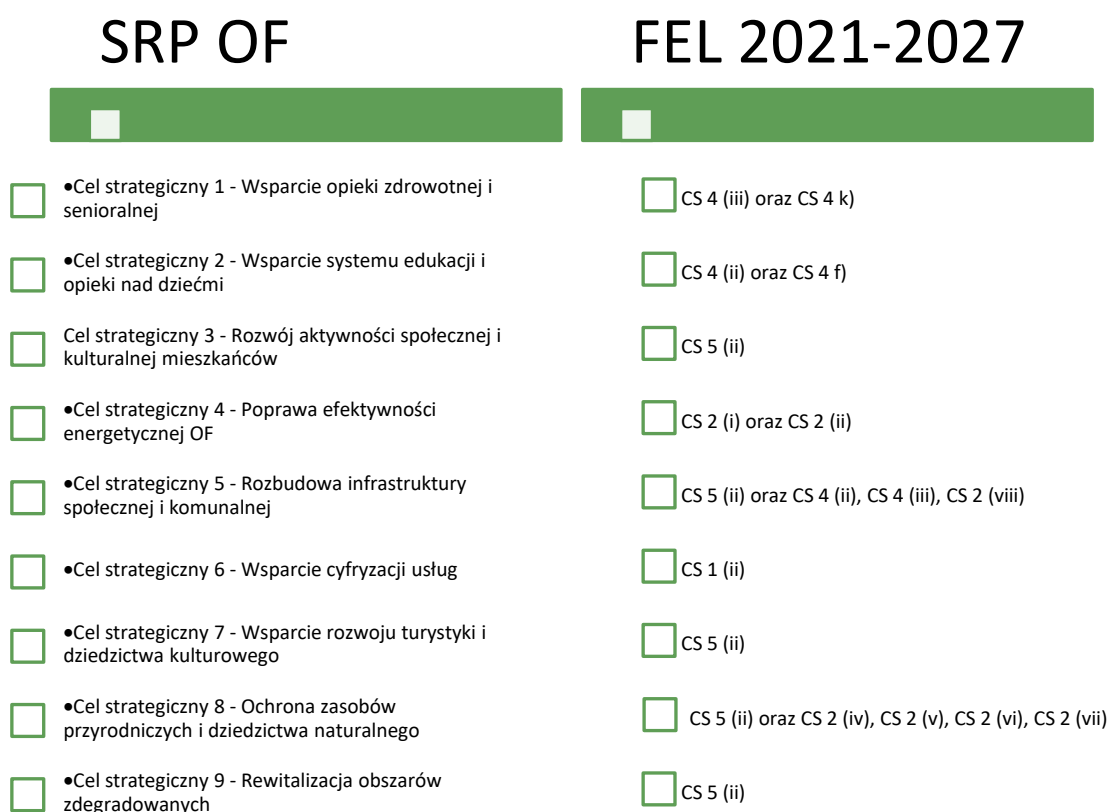 SRP OF
FEL 2021-2027
•Cel strategiczny 1 - Wsparcie opieki zdrowotnej i
senioralnej
CS 4 (iii) oraz CS 4 k)
•Cel strategiczny 2 - Wsparcie systemu edukacji i
opieki nad dziećmi
CS 4 (ii) oraz CS 4 f)
Cel strategiczny 3 - Rozwój aktywności społecznej i
kulturalnej mieszkańców
CS 5 (ii)
•Cel strategiczny 4 - Poprawa efektywności
energetycznej OF
CS 2 (i) oraz CS 2 (ii)
•Cel strategiczny 5 - Rozbudowa infrastruktury
społecznej i komunalnej
CS 5 (ii) oraz CS 4 (ii), CS 4 (iii), CS 2 (viii)
•Cel strategiczny 6 - Wsparcie cyfryzacji usług
CS 1 (ii)
•Cel strategiczny 7 - Wsparcie rozwoju turystyki i
dziedzictwa kulturowego
CS 5 (ii)
•Cel strategiczny 8 - Ochrona zasobów
przyrodniczych i dziedzictwa naturalnego
CS 5 (ii) oraz CS 2 (iv), CS 2 (v), CS 2 (vi), CS 2 (vii)
•Cel strategiczny 9 - Rewitalizacja obszarów
zdegradowanych
CS 5 (ii)